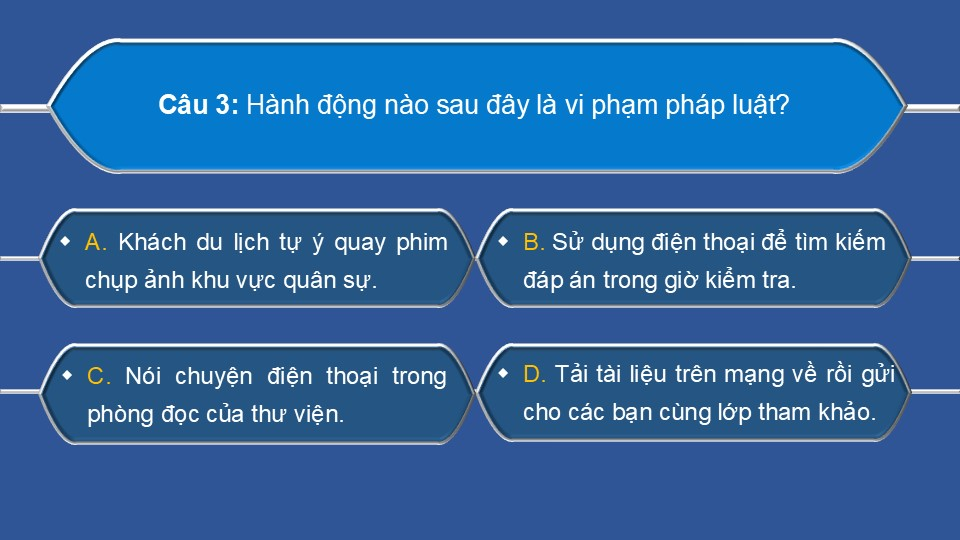 Câu 3: Hành động nào sau đây là vi phạm pháp luật?
A. Khách du lịch tự ý quay phim
chụp ảnh khu vực quân sự.
B. Sử dụng điện thoại để tìm kiếm
đáp án trong giờ kiểm tra.
C. Nói chuyện điện thoại trong
phòng đọc của thư viện.
D. Tải tài liệu trên mạng về rồi gửi
cho các bạn cùng lớp tham khảo.